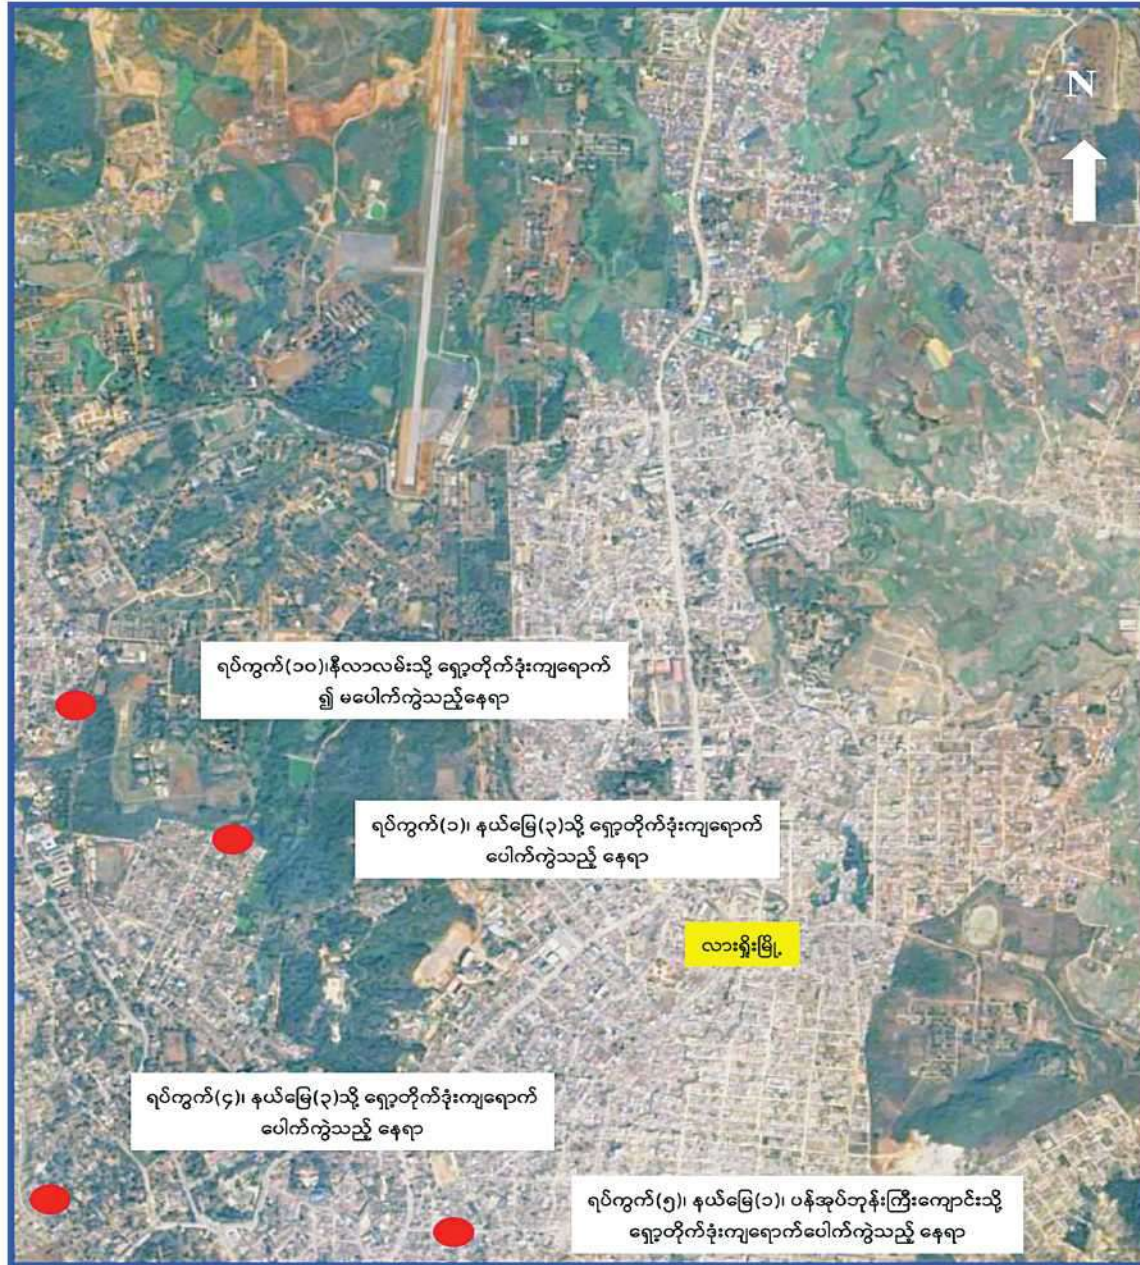 N
ရပ်ကွက်(၁၀)၊နီလာလမ်းသို့ ရှော့တိုက်ဒုံးကျရောက်
၍ မပေါက်ကွဲသည့်နေရာ
ရပ်ကွက်(၁)၊ နယ်မြေ(၃)သို့ ရှော့တိုက်ဒုံးကျရောက်
ပေါက်ကွဲသည့် နေရာ
လားရှိုးမြို့
ရပ်ကွက်(၄)၊ နယ်မြေ(၃)သို့ ရှော့တိုက်ဒုံးကျရောက်
ပေါက်ကွဲသည့် နေရာ
ရပ်ကွက်(၅)၊ နယ်မြေ(၁)၊ ပန်အုပ်ဘုန်းကြီးကျောင်းသို့
ရှော့တိုက်ဒုံးကျရောက်ပေါက်ကွဲသည့် နေရာ